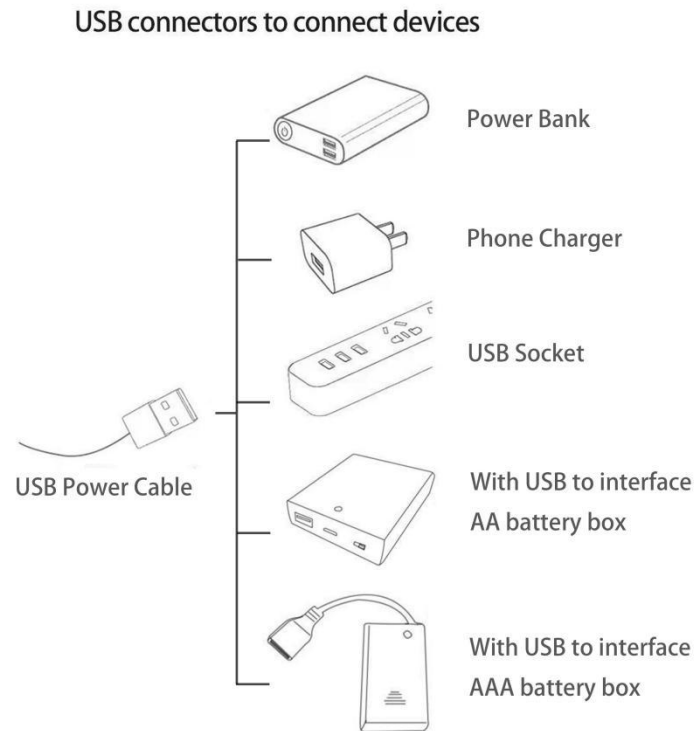 USB connectors to connect devices
Power Bank
Phone Charger
USB Socket
USB Power Cable
With USB to interface
AA battery box
With USB to interface
AAA battery box